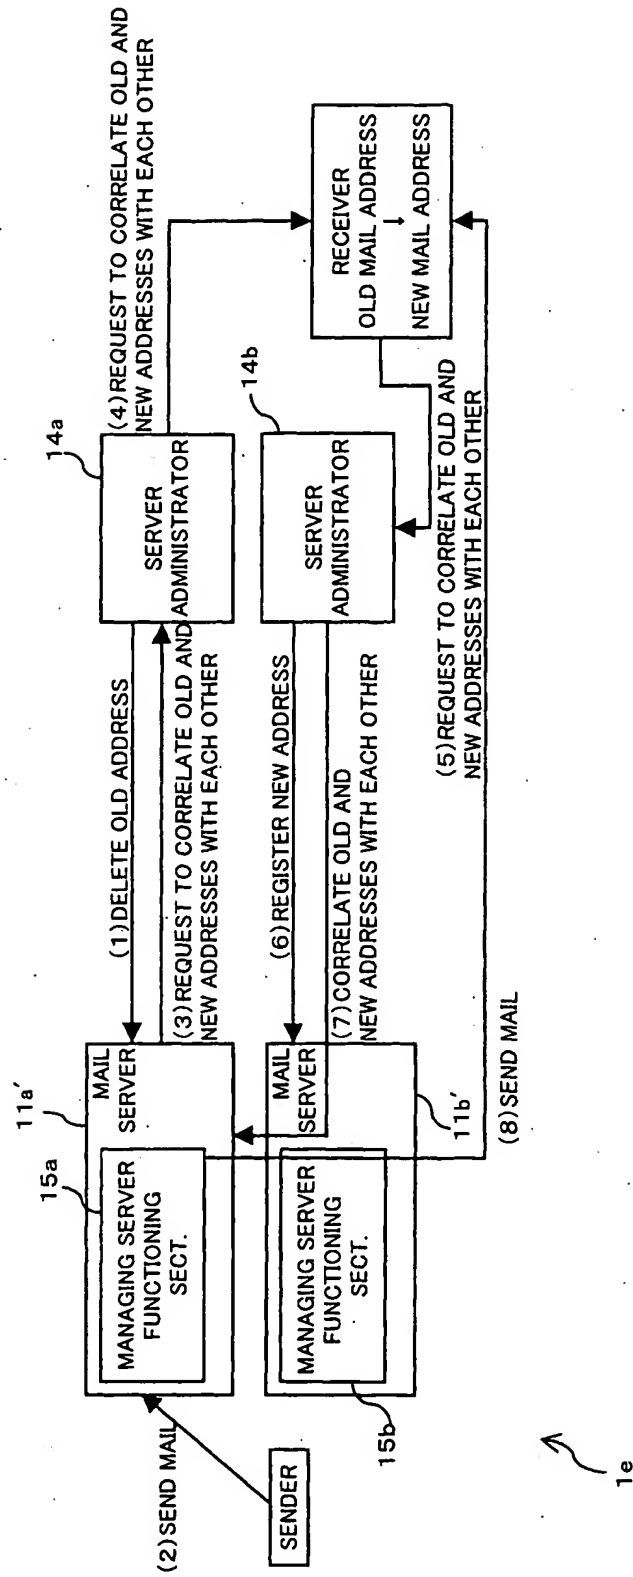 (2)SEND MAIL
SENDER
11a'
15a
MAIL
SERVER
MANAGING SERVER
FUNCTIONING
SECT.
(1)DELETE OLD ADDRESS
(3)REQUEST TO CORRELATE OLD AND
NEW ADDRESSES WITH EACH OTHER
14a
SERVER
ADMINISTRATOR
(4)REQUEST TO CORRELATE OLD AND
NEW ADDRESSES WITH EACH OTHER
15b
MAIL
SERVER
MANAGING SERVER
FUNCTIONING
SECT.
11b'
(6)REGISTER NEW ADDRESS
(7)CORRELATE OLD AND
NEW ADDRESSES WITH EACH OTHER
14b
SERVER
ADMINISTRATOR
RECEIVER
OLD MAIL ADDRESS
↓
NEW MAIL ADDRESS
(5)REQUEST TO CORRELATE OLD AND
NEW ADDRESSES WITH EACH OTHER
(8)SEND MAIL
1e